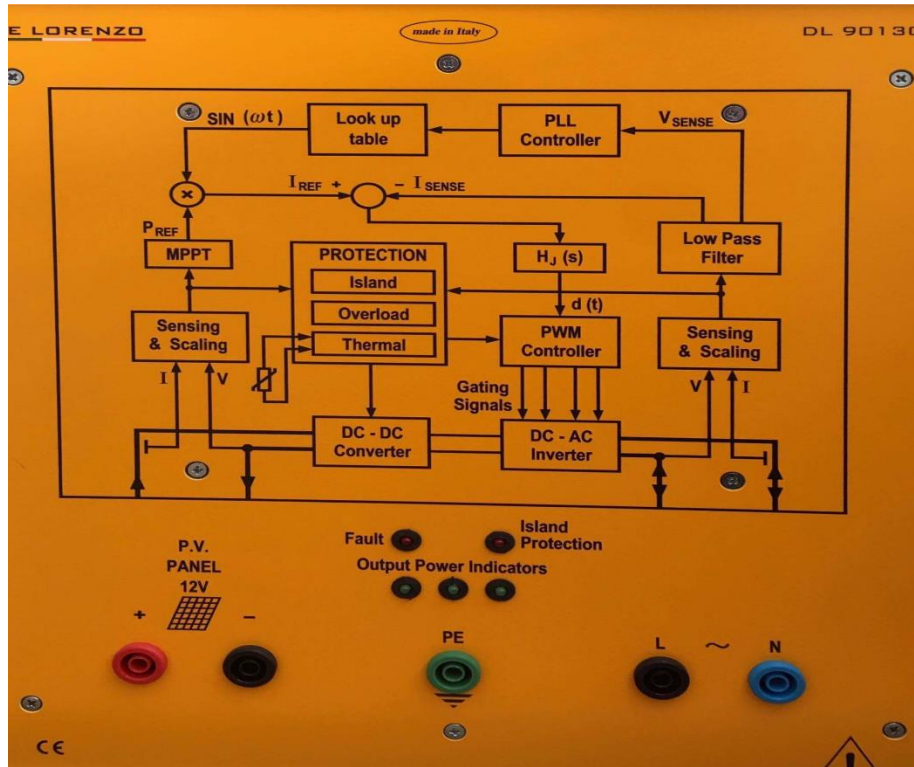 E LORENZO
made in Italy
DL 90130
SIN (ωt)
Look up
table
PLL
Controller
VSENSE
IREF +
− ISENSE
×
PREF
MPPT
PROTECTION
Island
Overload
Thermal
HJ (s)
Low Pass
Filter
d (t)
Sensing
& Scaling
PWM
Controller
Sensing
& Scaling
I
V
Gating
Signals
V
I
DC - DC
Converter
DC - AC
Inverter
Fault
Island
Protection
P.V.
PANEL
12V
Output Power Indicators
+
−
PE
L
~
N
CE
!